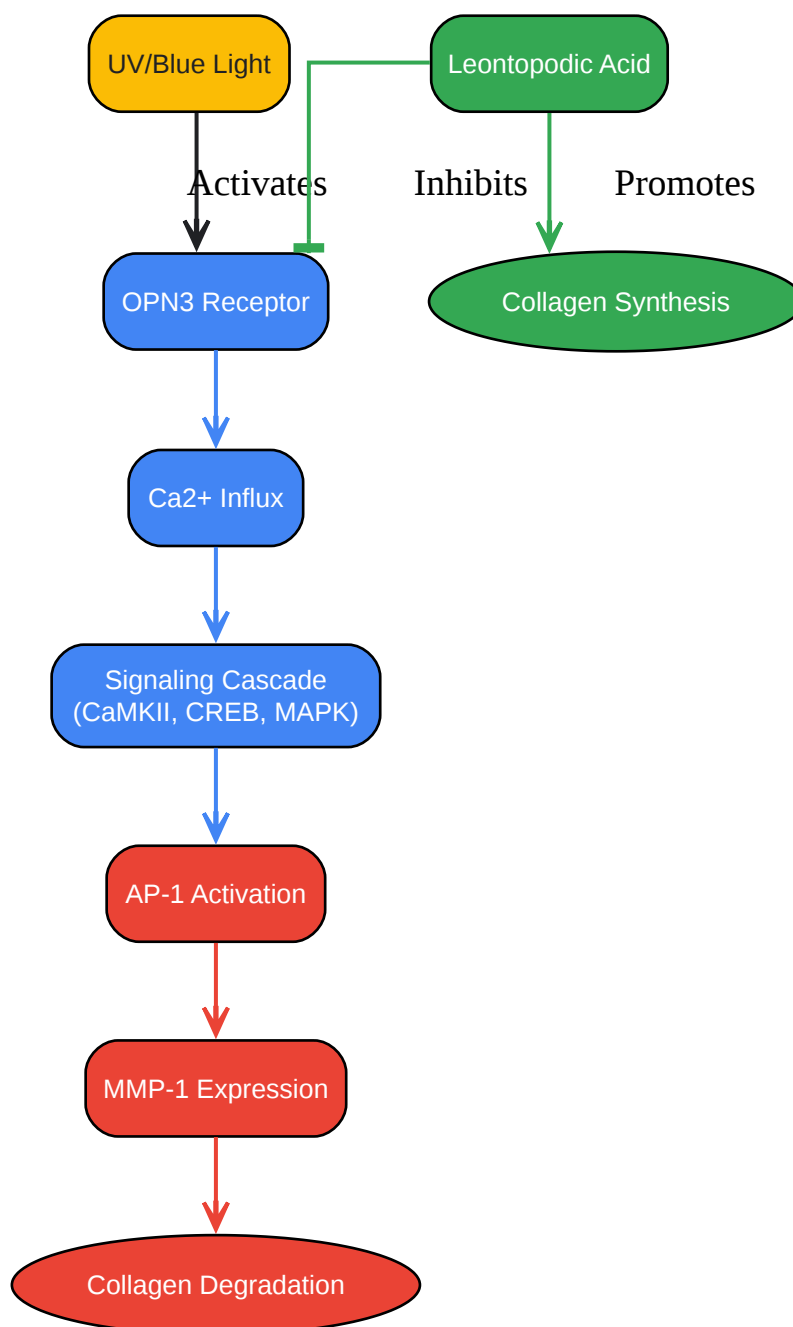 UV/Blue Light
Leontopodic Acid
Activates
Inhibits
Promotes
OPN3 Receptor
Collagen Synthesis
Ca2+ Influx
Signaling Cascade
(CaMKII, CREB, MAPK)
AP-1 Activation
MMP-1 Expression
Collagen Degradation